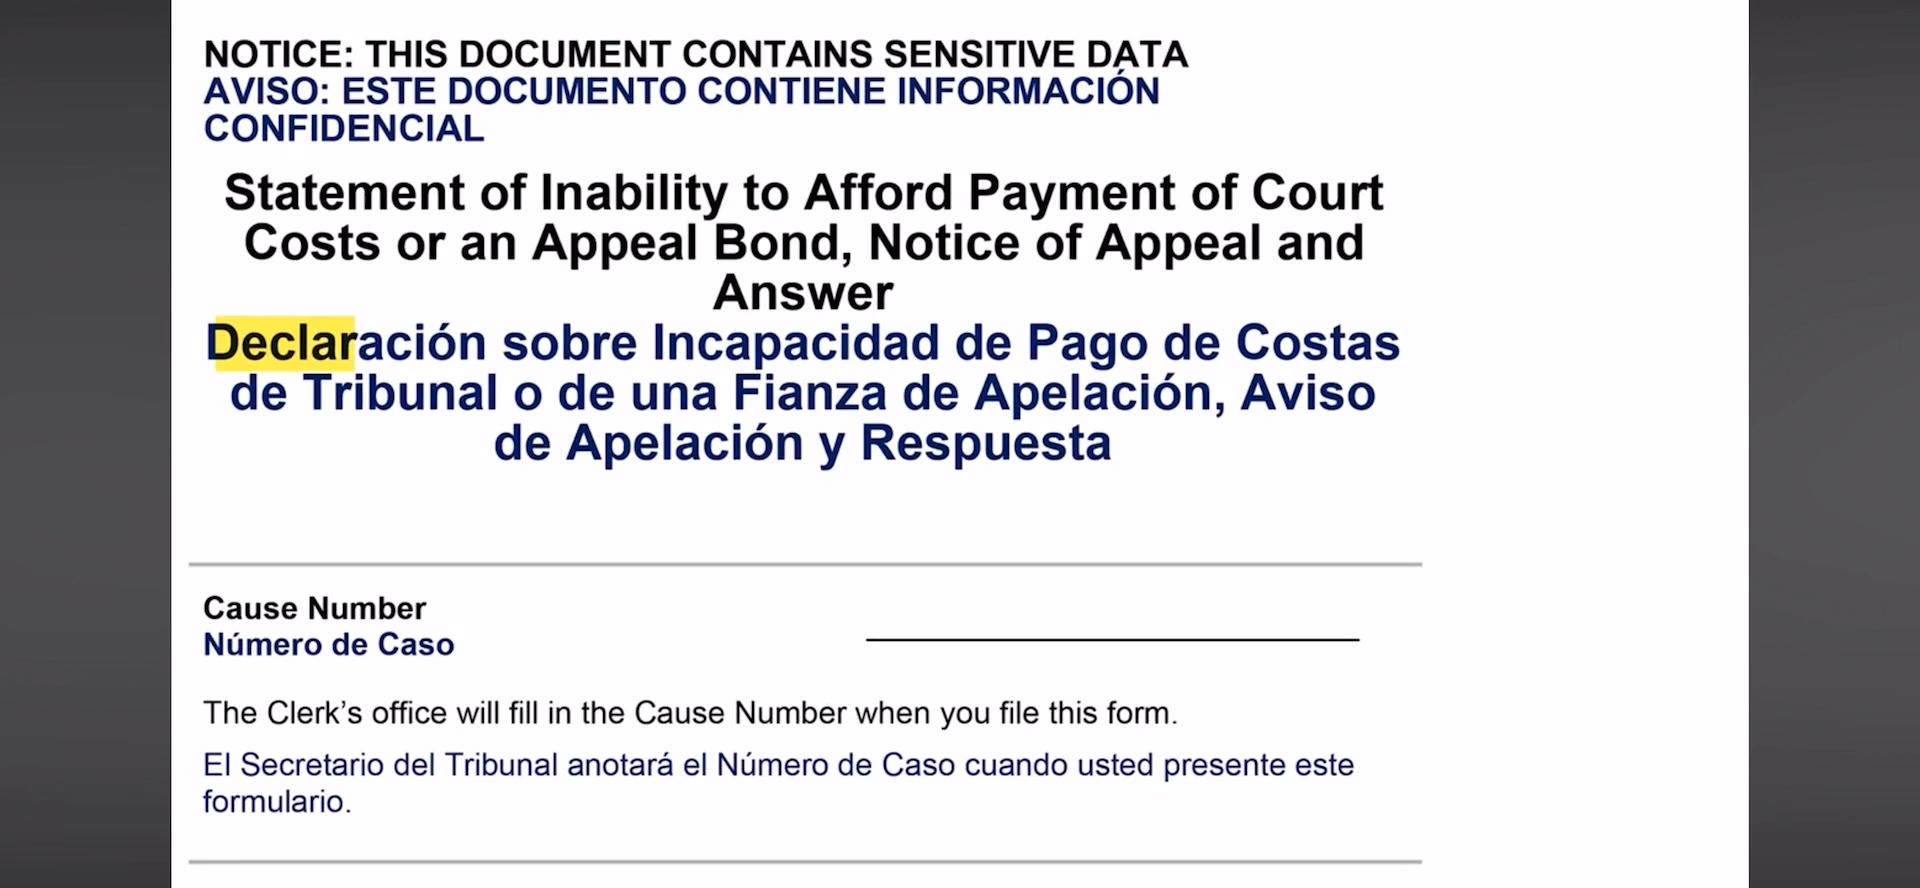 NOTICE: THIS DOCUMENT CONTAINS SENSITIVE DATA
AVISO: ESTE DOCUMENTO CONTIENE INFORMACIÓN
CONFIDENCIAL
Statement of Inability to Afford Payment of Court
Costs or an Appeal Bond, Notice of Appeal and
Answer
Declaración sobre Incapacidad de Pago de Costas
de Tribunal o de una Fianza de Apelación, Aviso
de Apelación y Respuesta
Cause Number
Número de Caso
The Clerk’s office will fill in the Cause Number when you file this form.
El Secretario del Tribunal anotará el Número de Caso cuando usted presente este
formulario.